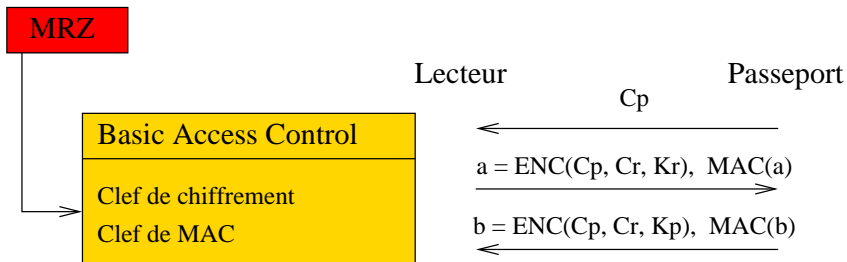 MRZ
Lecteur
Passeport
Cp
Basic Access Control
a = ENC(Cp, Cr, Kr), MAC(a)
Clef de chiffrement
b = ENC(Cp, Cr, Kp), MAC(b)
Clef de MAC